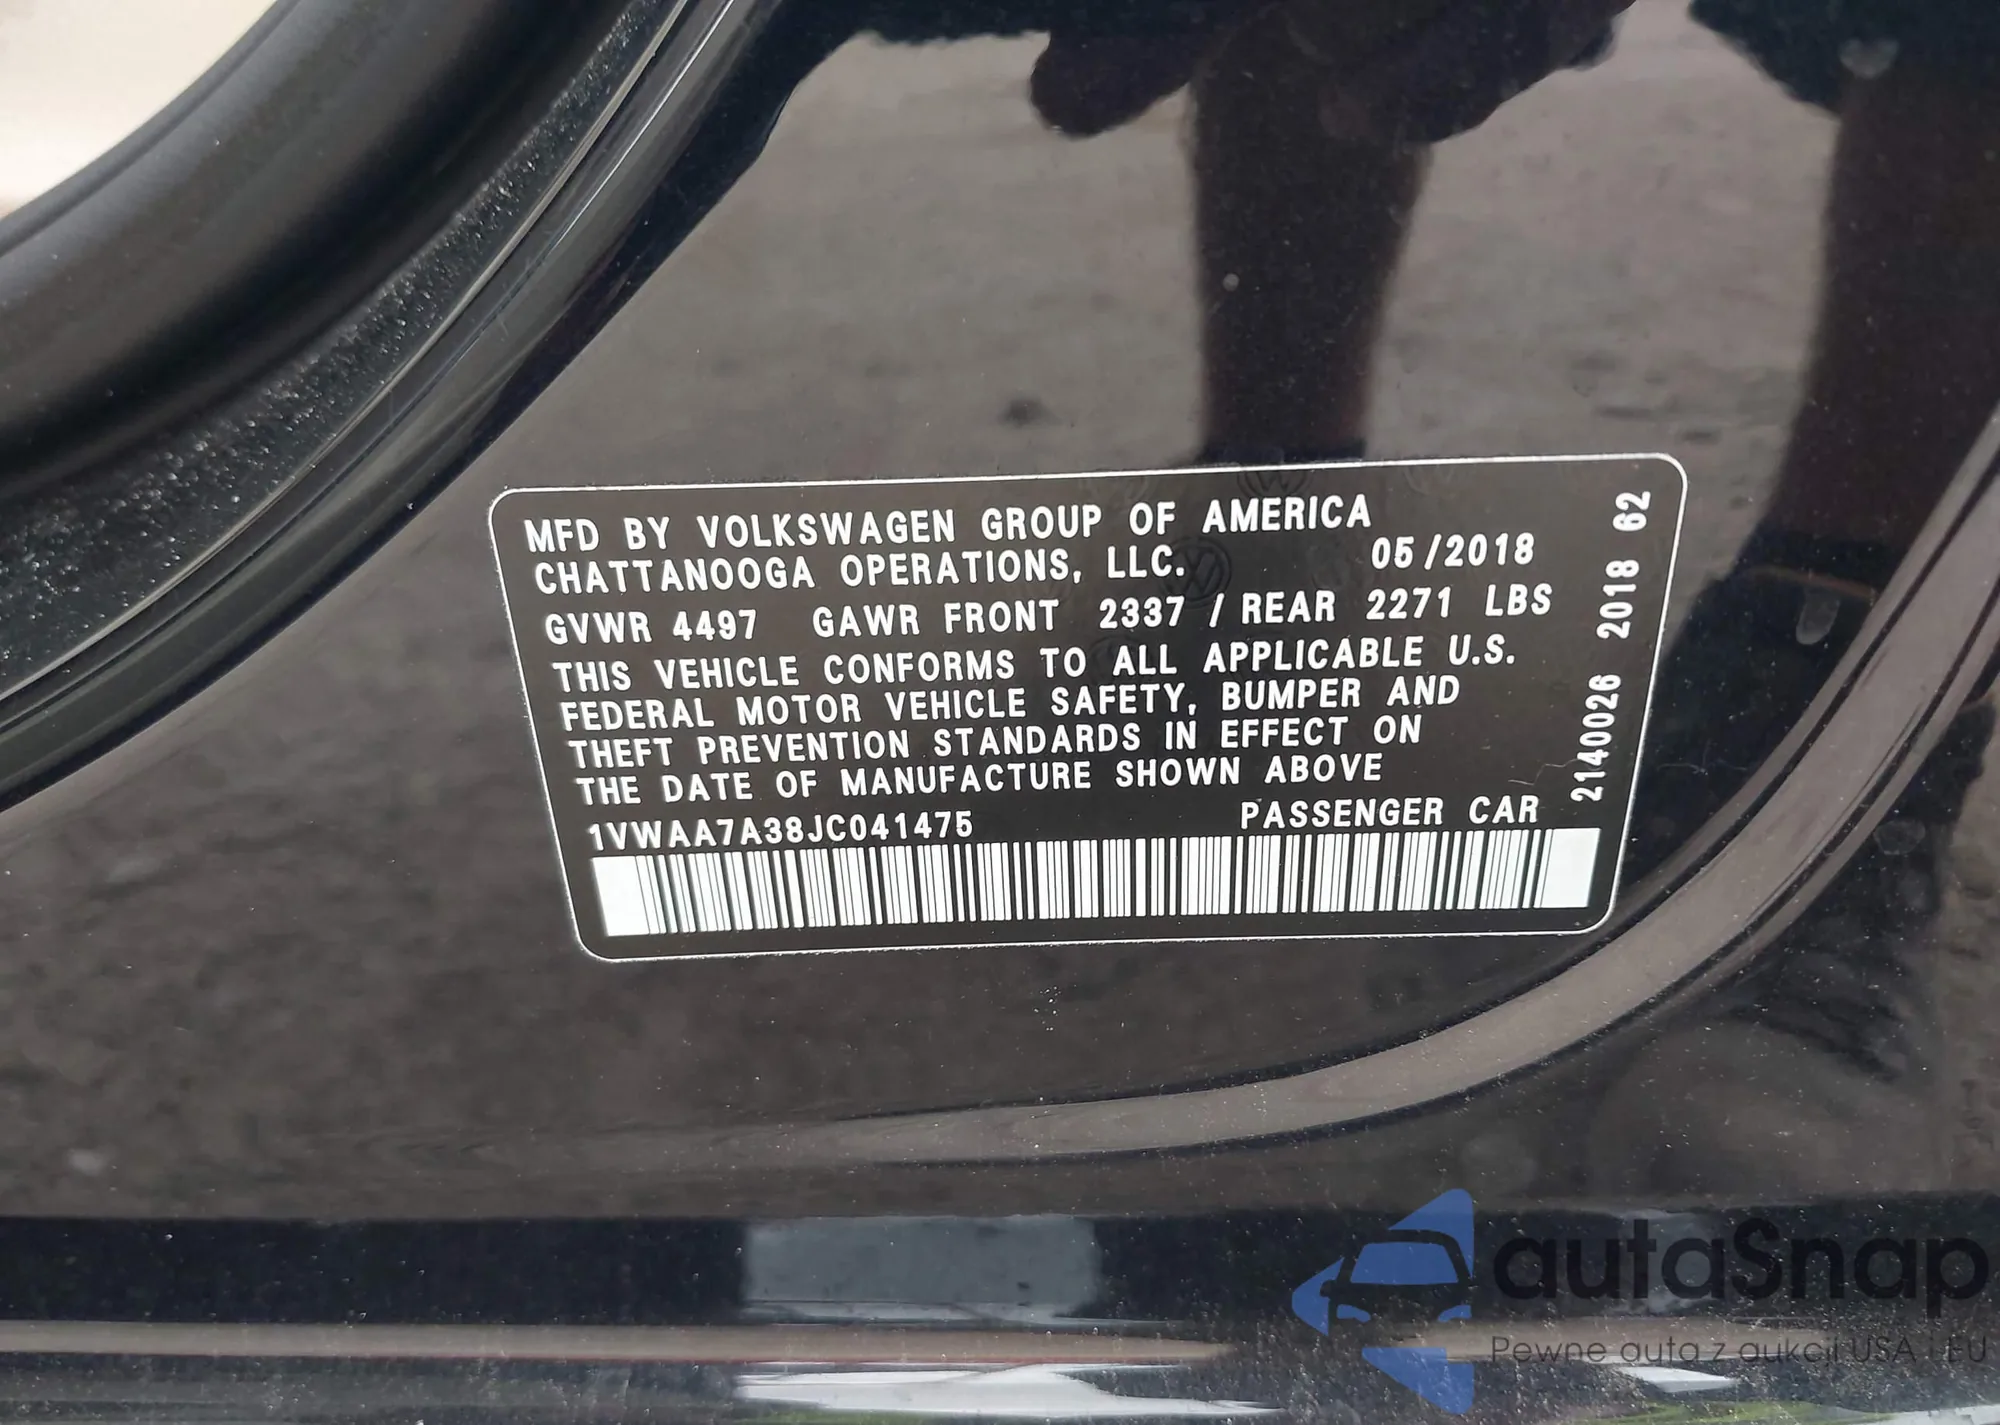 MFD BY VOLKSWAGEN GROUP OF AMERICA
CHATTANOOGA OPERATIONS, LLC. 05/2018
GVWR 4497 GAWR FRONT 2337 / REAR 2271 LBS
THIS VEHICLE CONFORMS TO ALL APPLICABLE U.S.
FEDERAL MOTOR VEHICLE SAFETY, BUMPER AND
THEFT PREVENTION STANDARDS IN EFFECT ON
THE DATE OF MANUFACTURE SHOWN ABOVE
1VWAA7A38JC041475 PASSENGER CAR
2140026 2018 62
autaSnap
Pewne auta z aukcji USA i EU